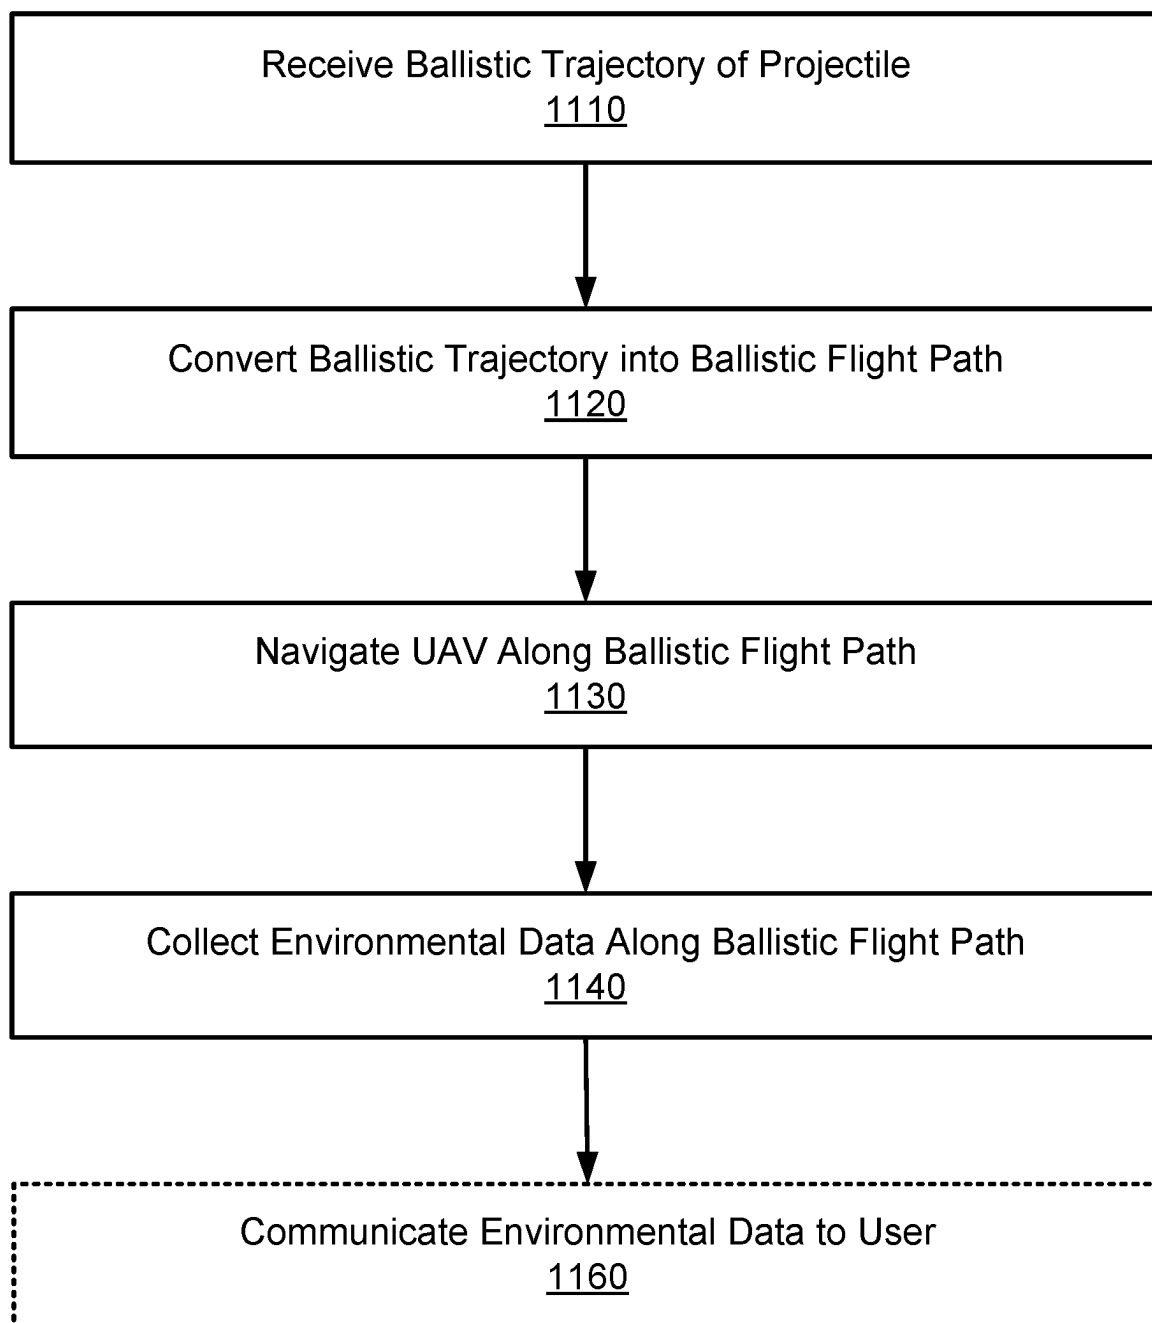 Receive Ballistic Trajectory of Projectile
1110
Convert Ballistic Trajectory into Ballistic Flight Path
1120
Navigate UAV Along Ballistic Flight Path
1130
Collect Environmental Data Along Ballistic Flight Path
1140
Communicate Environmental Data to User
1160